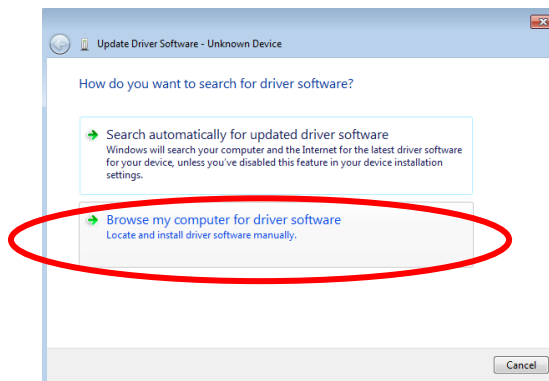 Update Driver Software - Unknown Device
How do you want to search for driver software?
Search automatically for updated driver software
Windows will search your computer and the Internet for the latest driver software
for your device, unless you've disabled this feature in your device installation
settings.
Browse my computer for driver software
Locate and install driver software manually.
Cancel